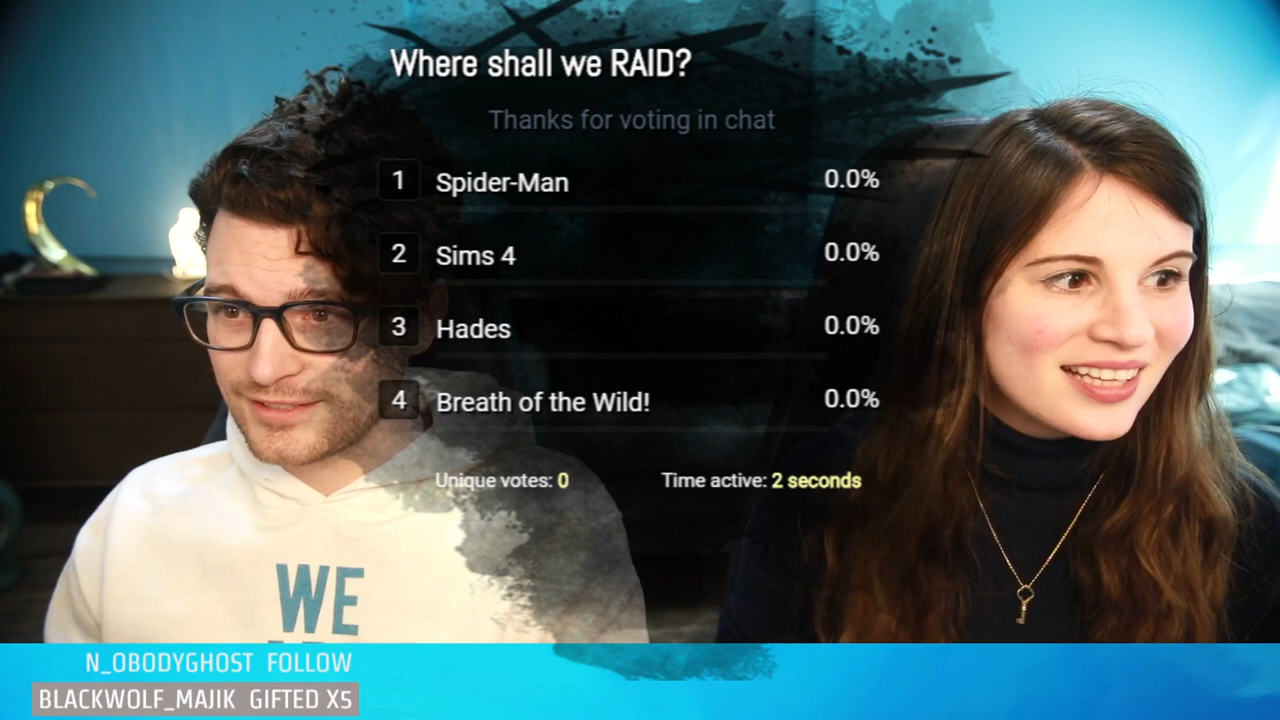 Where shall we RAID?
Thanks for voting in chat
1 Spider-Man 0.0%
2 Sims 4 0.0%
3 Hades 0.0%
4 Breath of the Wild! 0.0%
Unique votes: 0 Time active: 2 seconds
WE
N_OBODYGHOST FOLLOW
BLACKWOLF_MAJIK GIFTED X5